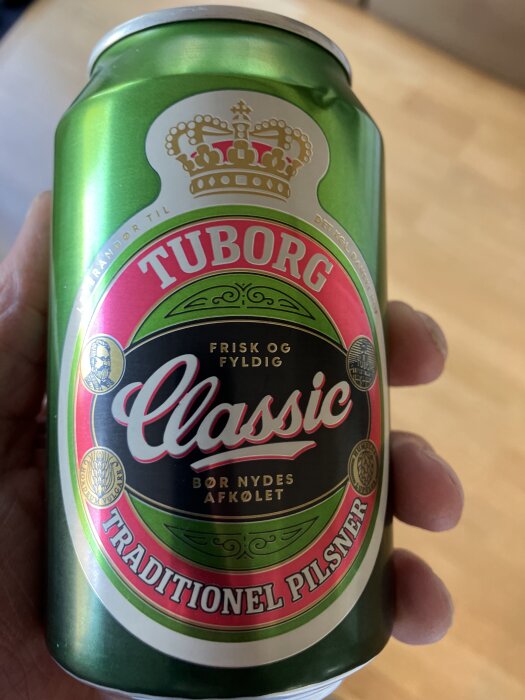 TUBORG
FRISK OG
FYLDIG
Classic
BØR NYDES
AFKØLET
TRADITIONEL PILSNER